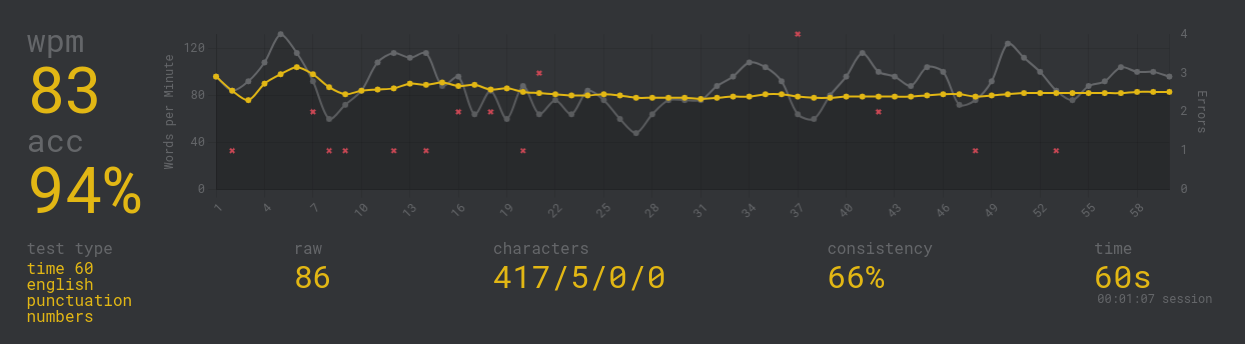 wpm
83
acc
94%
Words per Minute
120
80
40
0
4
3
2
1
0
Errors
1 4 7 10 13 16 19 22 25 28 31 34 37 40 43 46 49 52 55 58
test type
time 60
english
punctuation
numbers
raw
86
characters
417/5/0/0
consistency
66%
time
60s
00:01:07 session